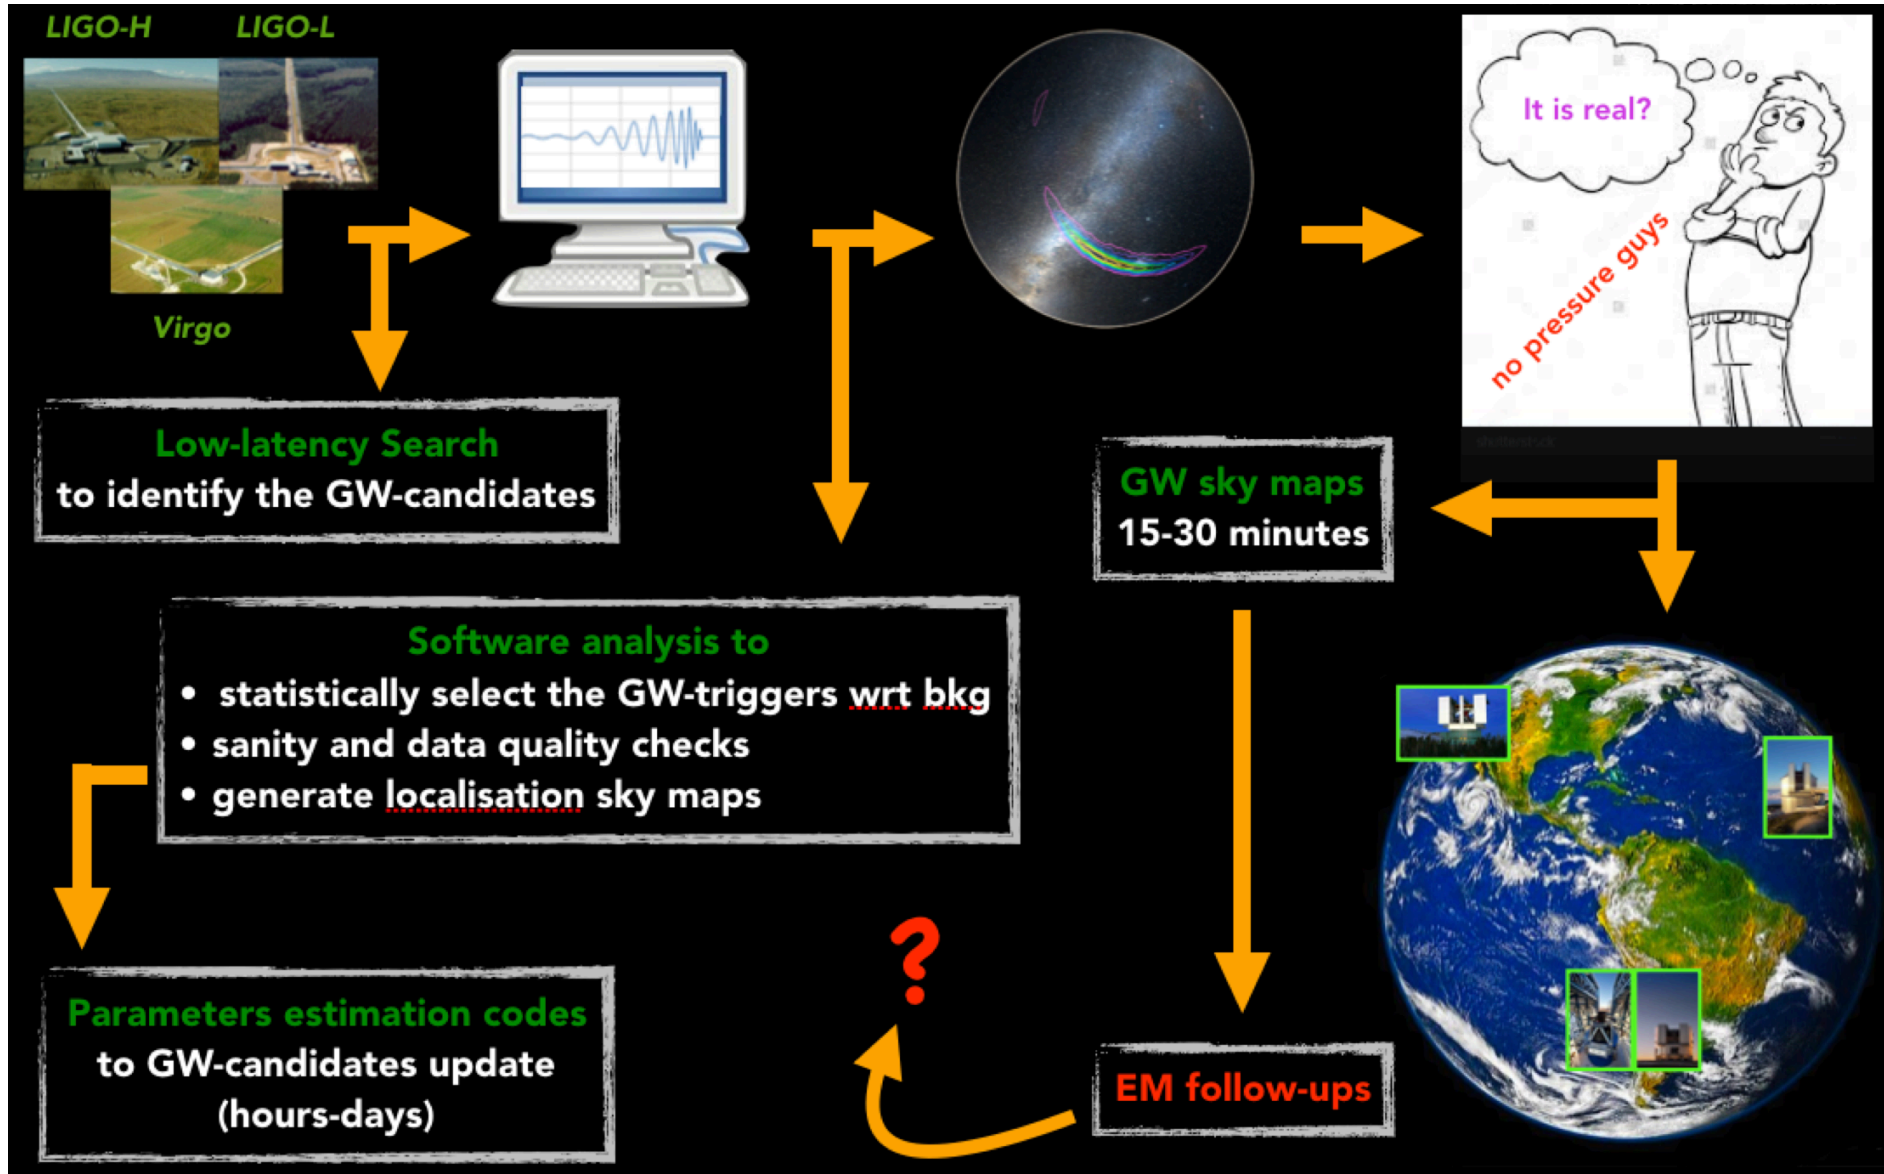 LIGO-H
LIGO-L
Virgo
It is real?
no pressure guys
shutterstock
Low-latency Search
to identify the GW-candidates
GW sky maps
15-30 minutes
Software analysis to
• statistically select the GW-triggers wrt bkg
• sanity and data quality checks
• generate localisation sky maps
Parameters estimation codes
to GW-candidates update
(hours-days)
?
EM follow-ups